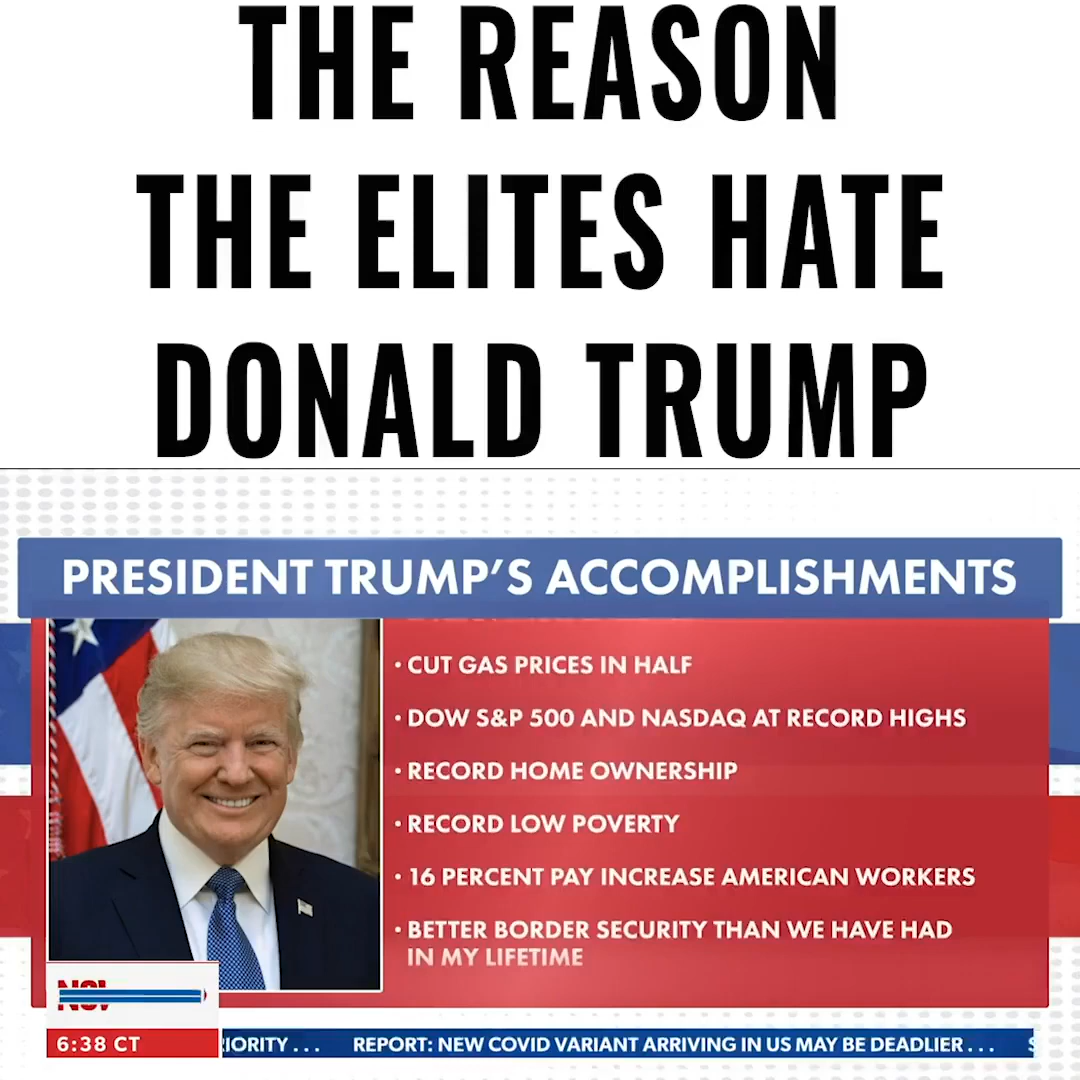 THE REASON
THE ELITES HATE
DONALD TRUMP
PRESIDENT TRUMP'S ACCOMPLISHMENTS
• CUT GAS PRICES IN HALF
• DOW S&P 500 AND NASDAQ AT RECORD HIGHS
• RECORD HOME OWNERSHIP
• RECORD LOW POVERTY
• 16 PERCENT PAY INCREASE AMERICAN WORKERS
• BETTER BORDER SECURITY THAN WE HAVE HAD
IN MY LIFETIME
6:38 CT
IORITY... REPORT: NEW COVID VARIANT ARRIVING IN US MAY BE DEADLIER...